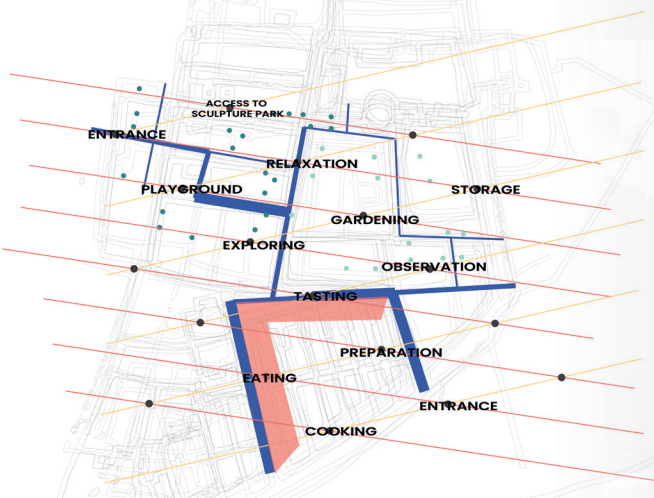 ACCESS TO
SCULPTURE PARK
ENTRANCE
RELAXATION
PLAYGROUND
STORAGE
GARDENING
EXPLORING
OBSERVATION
TASTING
PREPARATION
EATING
ENTRANCE
COOKING